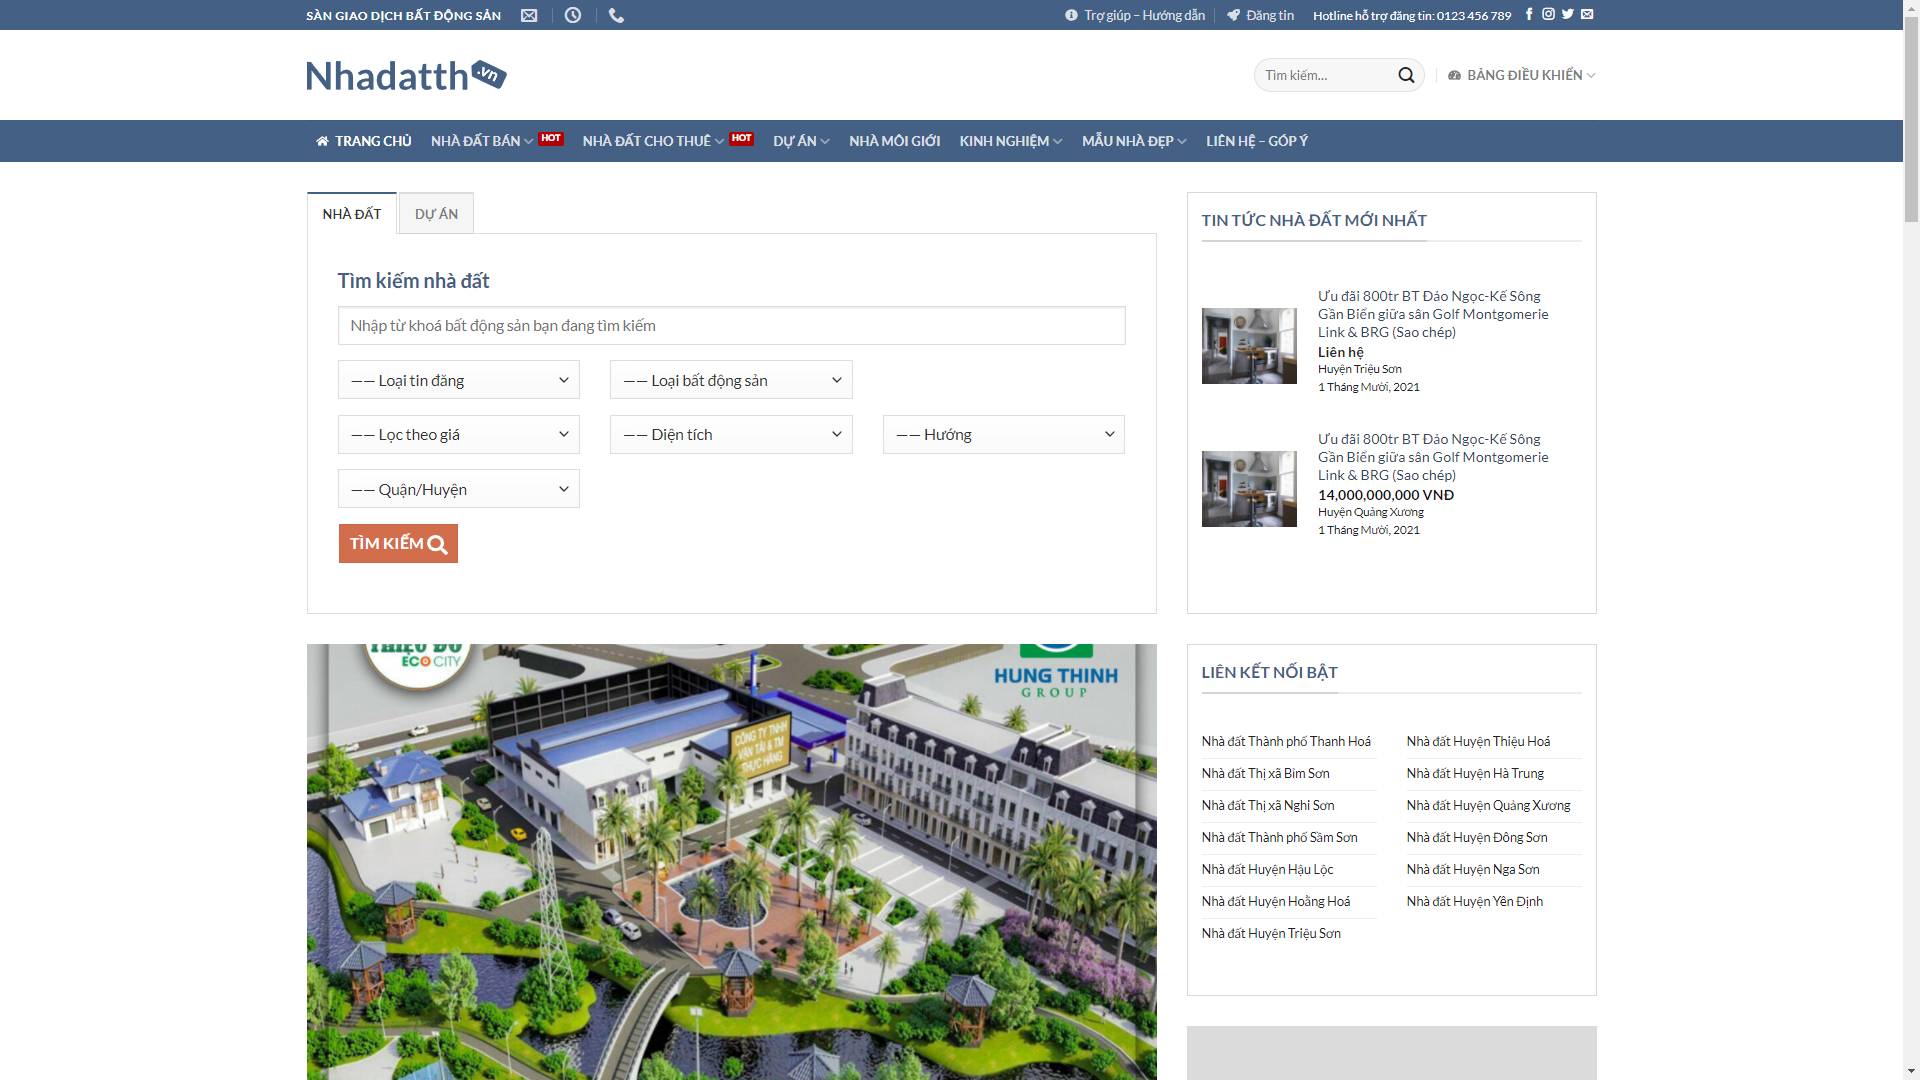 SÀN GIAO DỊCH BẤT ĐỘNG SẢN
Trợ giúp – Hướng dẫn
Đăng tin
Hotline hỗ trợ đăng tin: 0123 456 789
Nhadatth.vn
Tìm kiếm...
BẢNG ĐIỀU KHIỂN
TRANG CHỦ
NHÀ ĐẤT BÁN
HOT
NHÀ ĐẤT CHO THUÊ
HOT
DỰ ÁN
NHÀ MÔI GIỚI
KINH NGHIỆM
MẪU NHÀ ĐẸP
LIÊN HỆ – GÓP Ý
NHÀ ĐẤT
DỰ ÁN
Tìm kiếm nhà đất
Nhập từ khoá bất động sản bạn đang tìm kiếm
—— Loại tin đăng
—— Loại bất động sản
—— Lọc theo giá
—— Diện tích
—— Hướng
—— Quận/Huyện
TÌM KIẾM
TIN TỨC NHÀ ĐẤT MỚI NHẤT
Ưu đãi 800tr BT Đảo Ngọc-Kế Sông
Gần Biển giữa sân Golf Montgomerie
Link & BRG (Sao chép)
Liên hệ
Huyện Triệu Sơn
1 Tháng Mười, 2021
Ưu đãi 800tr BT Đảo Ngọc-Kế Sông
Gần Biển giữa sân Golf Montgomerie
Link & BRG (Sao chép)
14,000,000,000 VNĐ
Huyện Quảng Xương
1 Tháng Mười, 2021
THIỆU ĐÔ
ECO CITY
HUNG THINH
GROUP
CÔNG TY TNHH
VẬN TẢI & TM
THỰC HẰNG
LIÊN KẾT NỔI BẬT
Nhà đất Thành phố Thanh Hoá
Nhà đất Thị xã Bỉm Sơn
Nhà đất Thị xã Nghi Sơn
Nhà đất Thành phố Sầm Sơn
Nhà đất Huyện Hậu Lộc
Nhà đất Huyện Hoằng Hoá
Nhà đất Huyện Triệu Sơn
Nhà đất Huyện Thiệu Hoá
Nhà đất Huyện Hà Trung
Nhà đất Huyện Quảng Xương
Nhà đất Huyện Đông Sơn
Nhà đất Huyện Nga Sơn
Nhà đất Huyện Yên Định